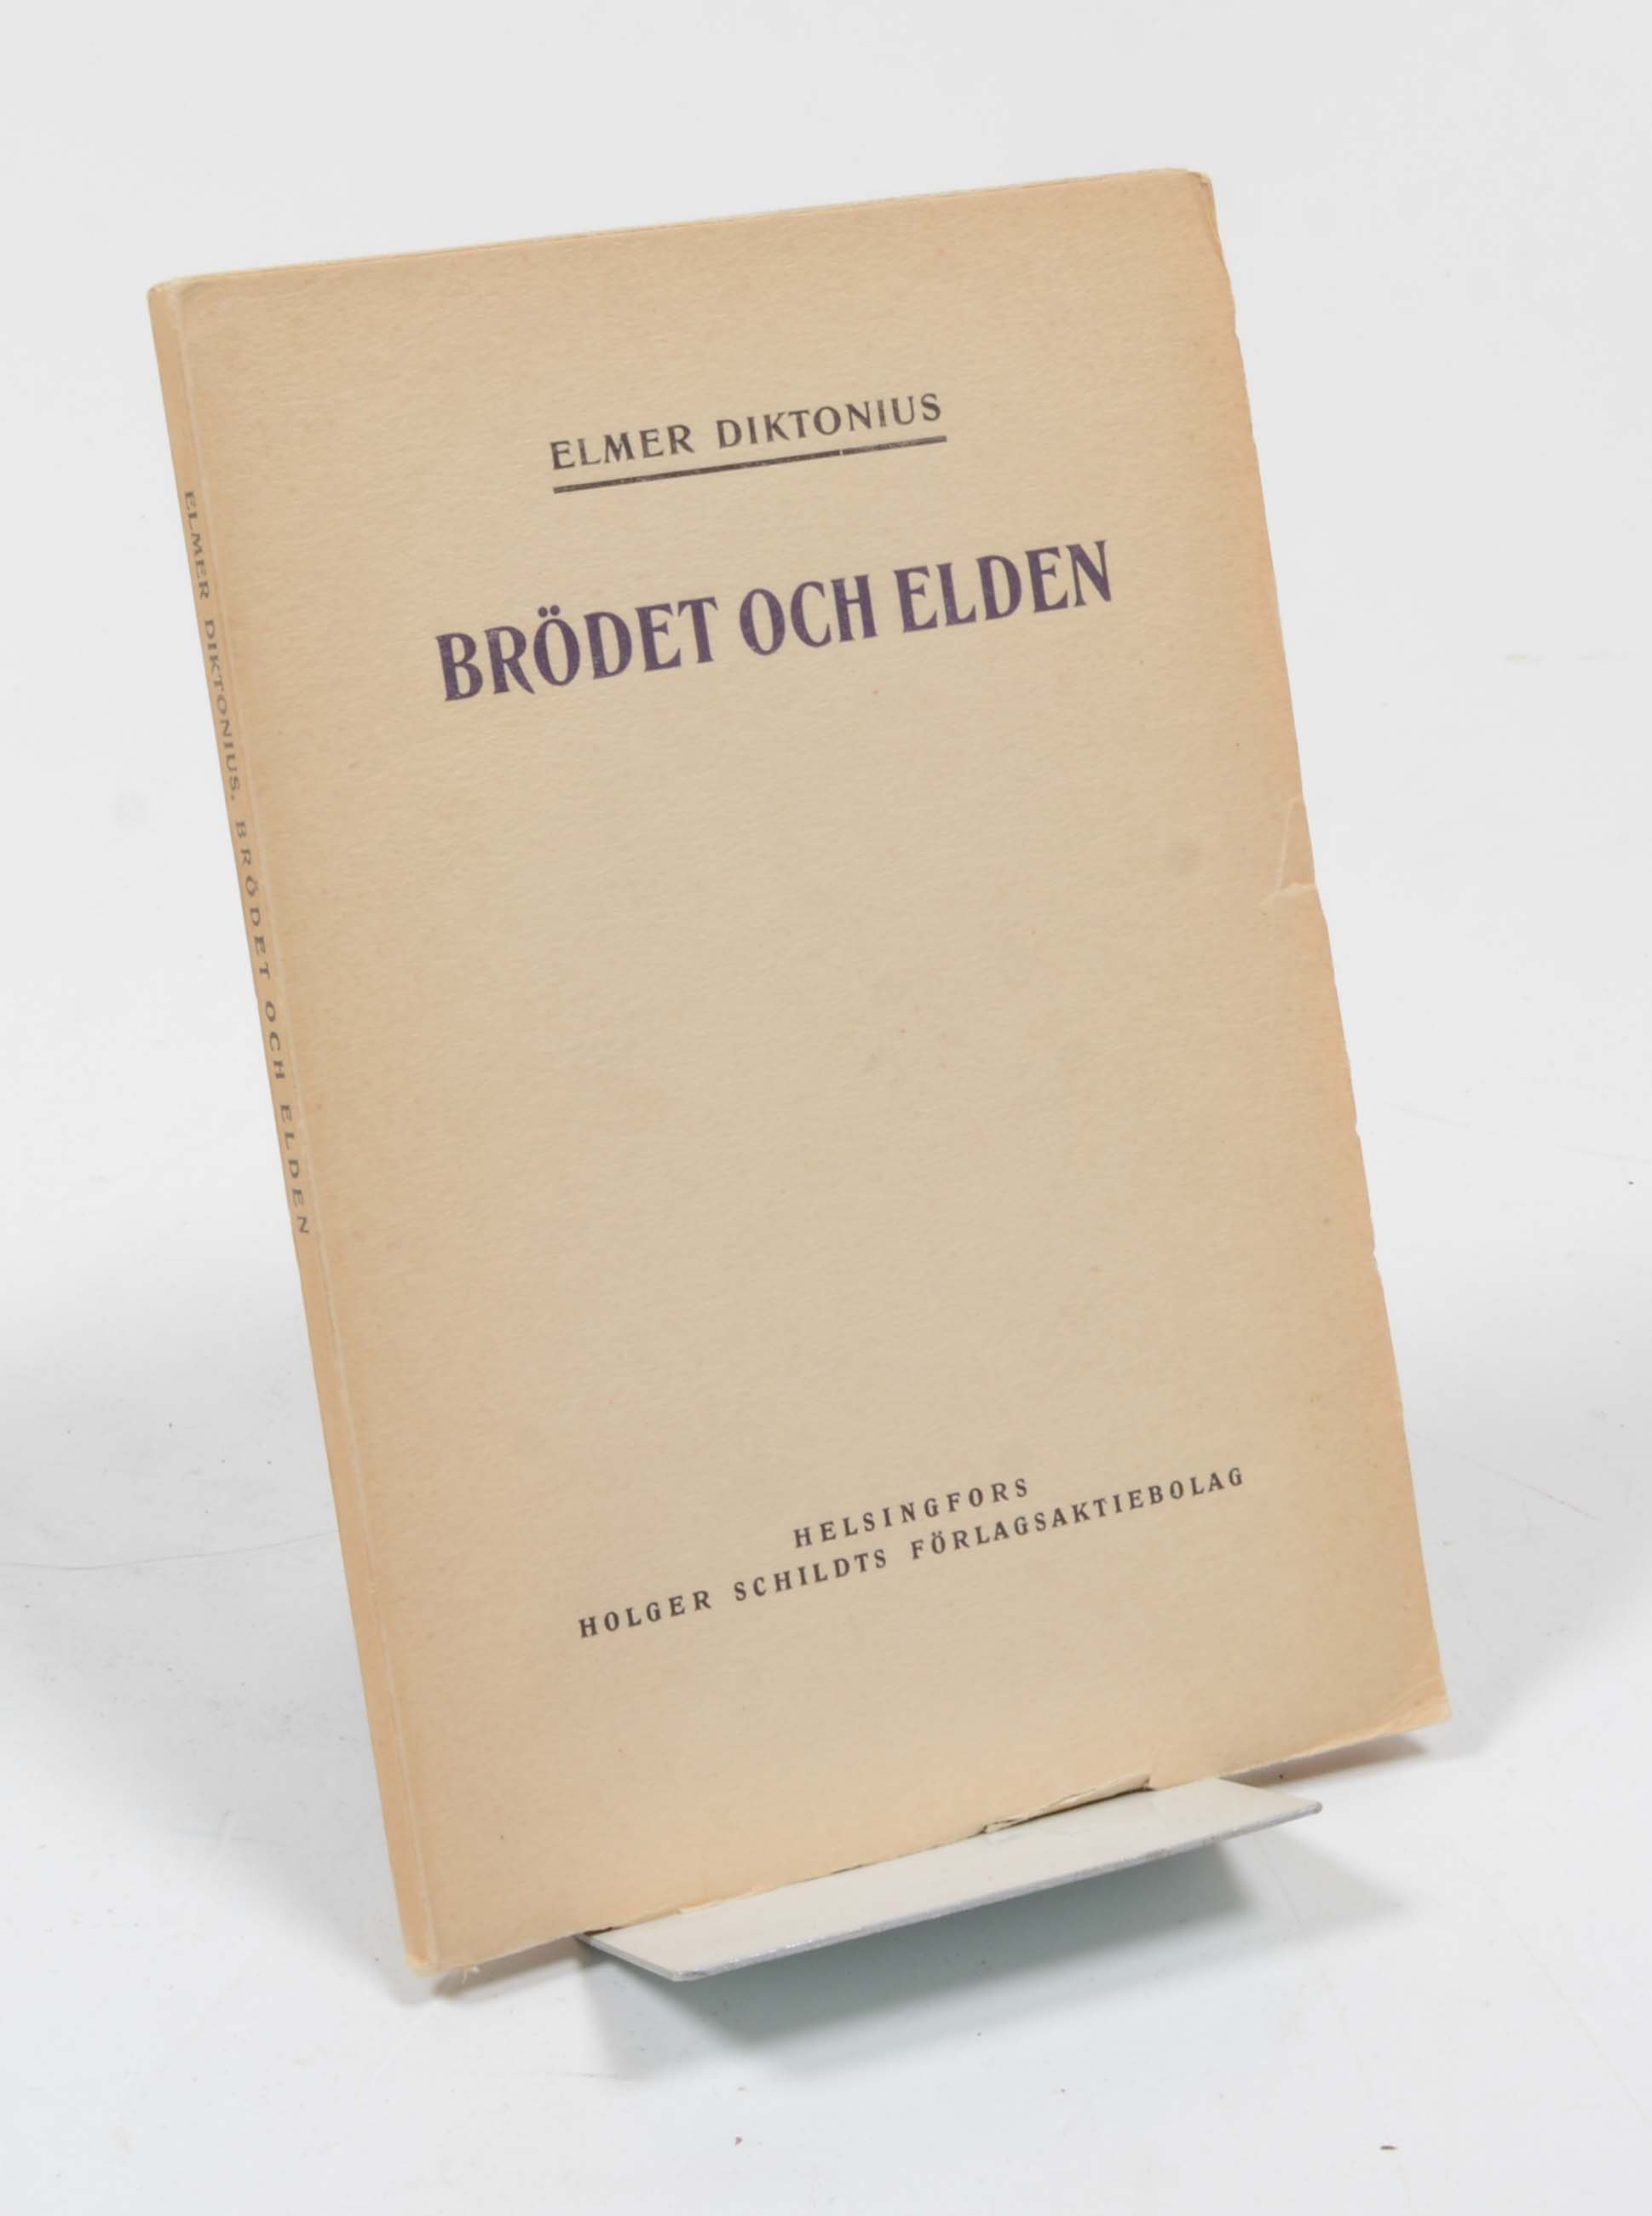 ELMER DIKTONIUS
BRÖDET OCH ELDEN
HELSINGFORS
HOLGER SCHILDTS FÖRLAGSAKTIEBOLAG
ELMER DIKTONIUS. BRÖDET OCH ELDEN